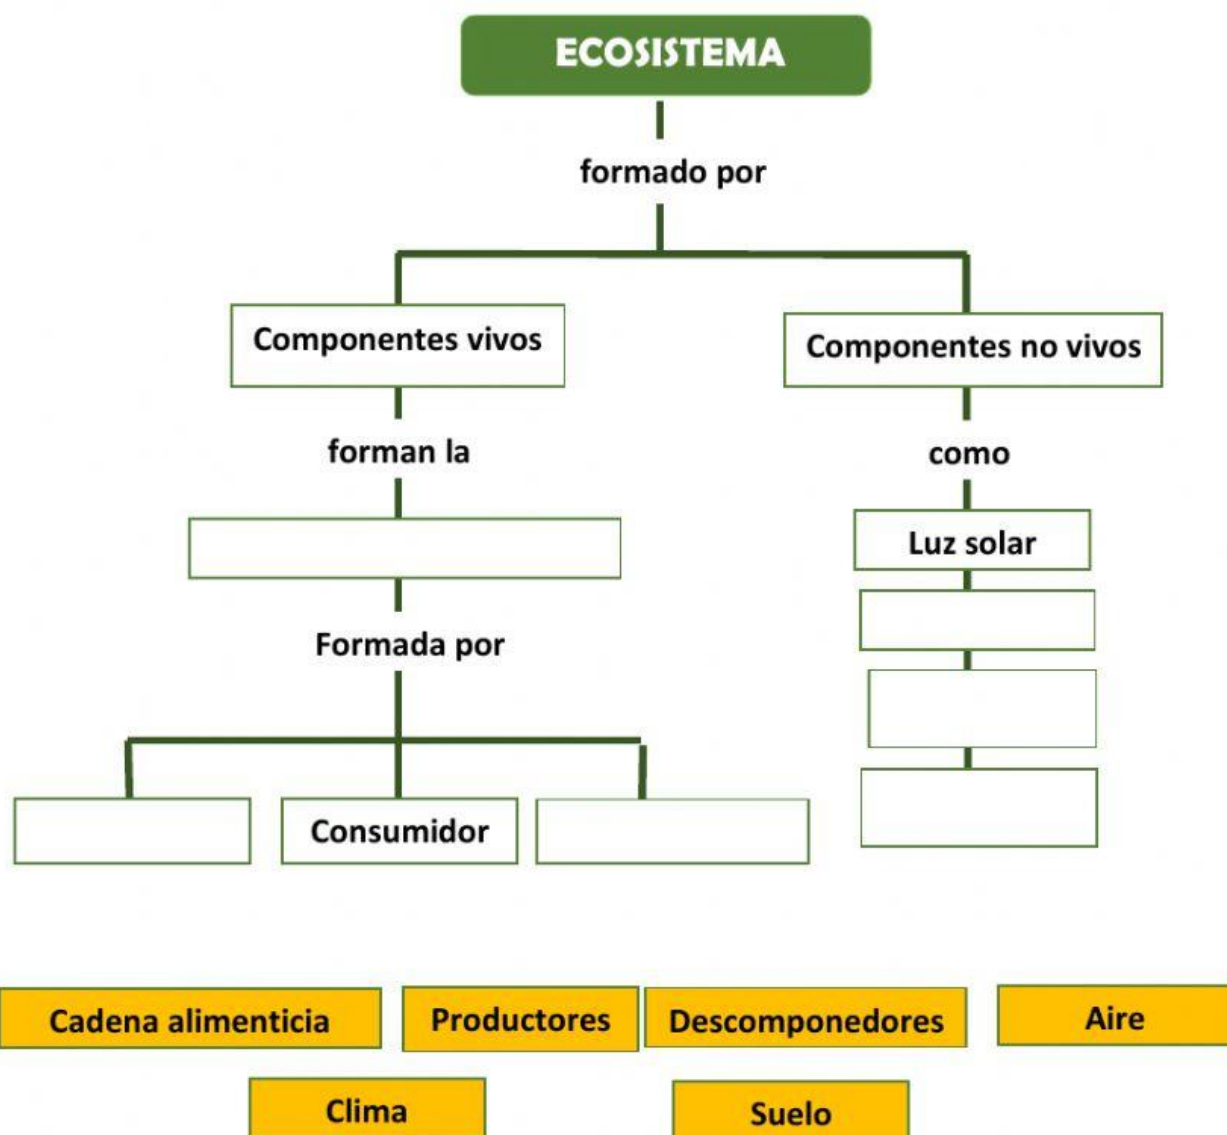 ECOSISTEMA
formado por
Componentes vivos
Componentes no vivos
forman la
como
Luz solar
Formada por
Consumidor
Cadena alimenticia
Productores
Descomponedores
Aire
Clima
Suelo